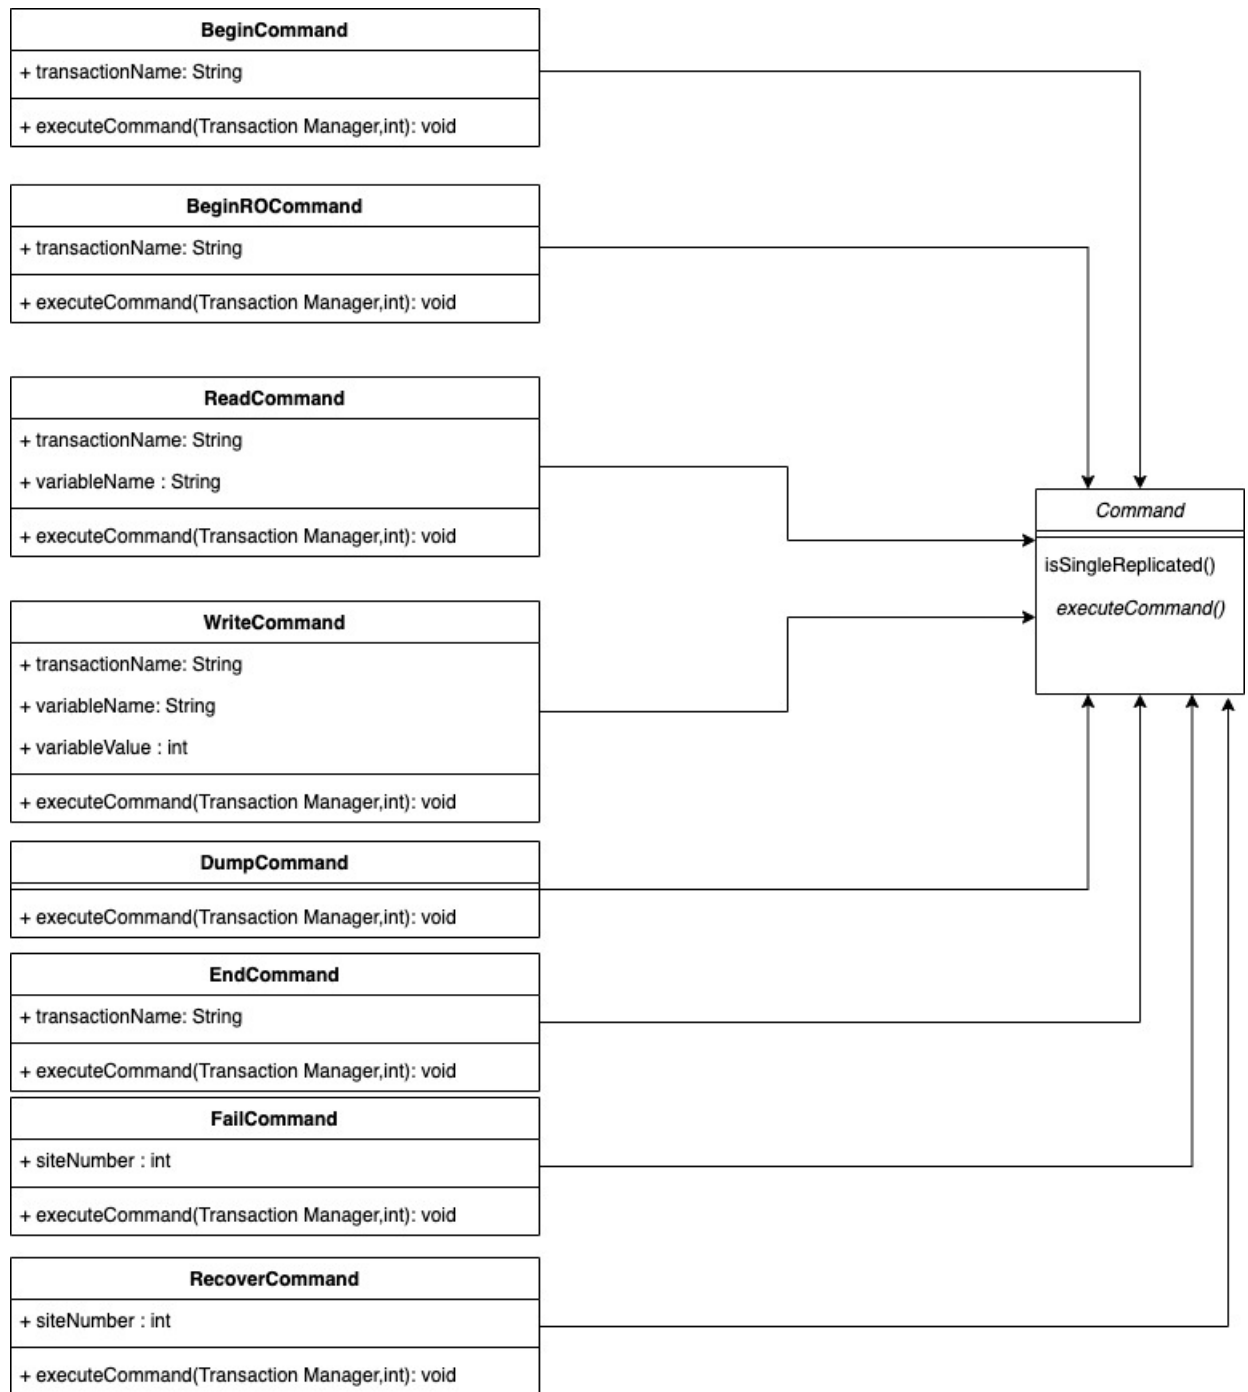 BeginCommand
+ transactionName: String
+ executeCommand(Transaction Manager,int): void
BeginROCommand
+ transactionName: String
+ executeCommand(Transaction Manager,int): void
ReadCommand
+ transactionName: String
+ variableName : String
+ executeCommand(Transaction Manager,int): void
WriteCommand
+ transactionName: String
+ variableName: String
+ variableValue : int
+ executeCommand(Transaction Manager,int): void
DumpCommand
+ executeCommand(Transaction Manager,int): void
EndCommand
+ transactionName: String
+ executeCommand(Transaction Manager,int): void
FailCommand
+ siteNumber : int
+ executeCommand(Transaction Manager,int): void
RecoverCommand
+ siteNumber : int
+ executeCommand(Transaction Manager,int): void
Command
isSingleReplicated()
executeCommand()